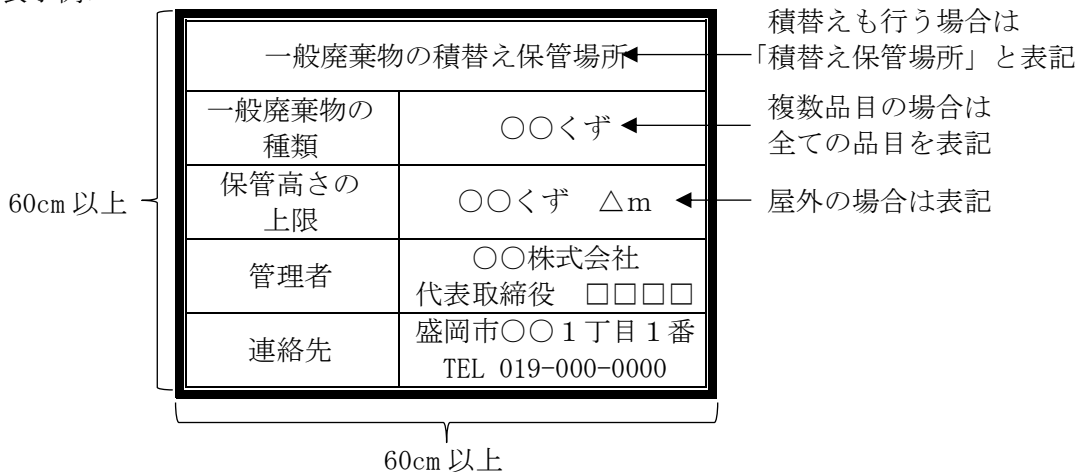 一般廃棄物の積替え保管場所
積替えも行う場合は
「積替え保管場所」と表記
一般廃棄物の
種類
○○くず
複数品目の場合は
全ての品目を表記
保管高さの
上限
○○くず　△m
屋外の場合は表記
60cm 以上
管理者
○○株式会社
代表取締役　□□□□
連絡先
盛岡市○○１丁目１番
TEL 019-000-0000
60cm 以上